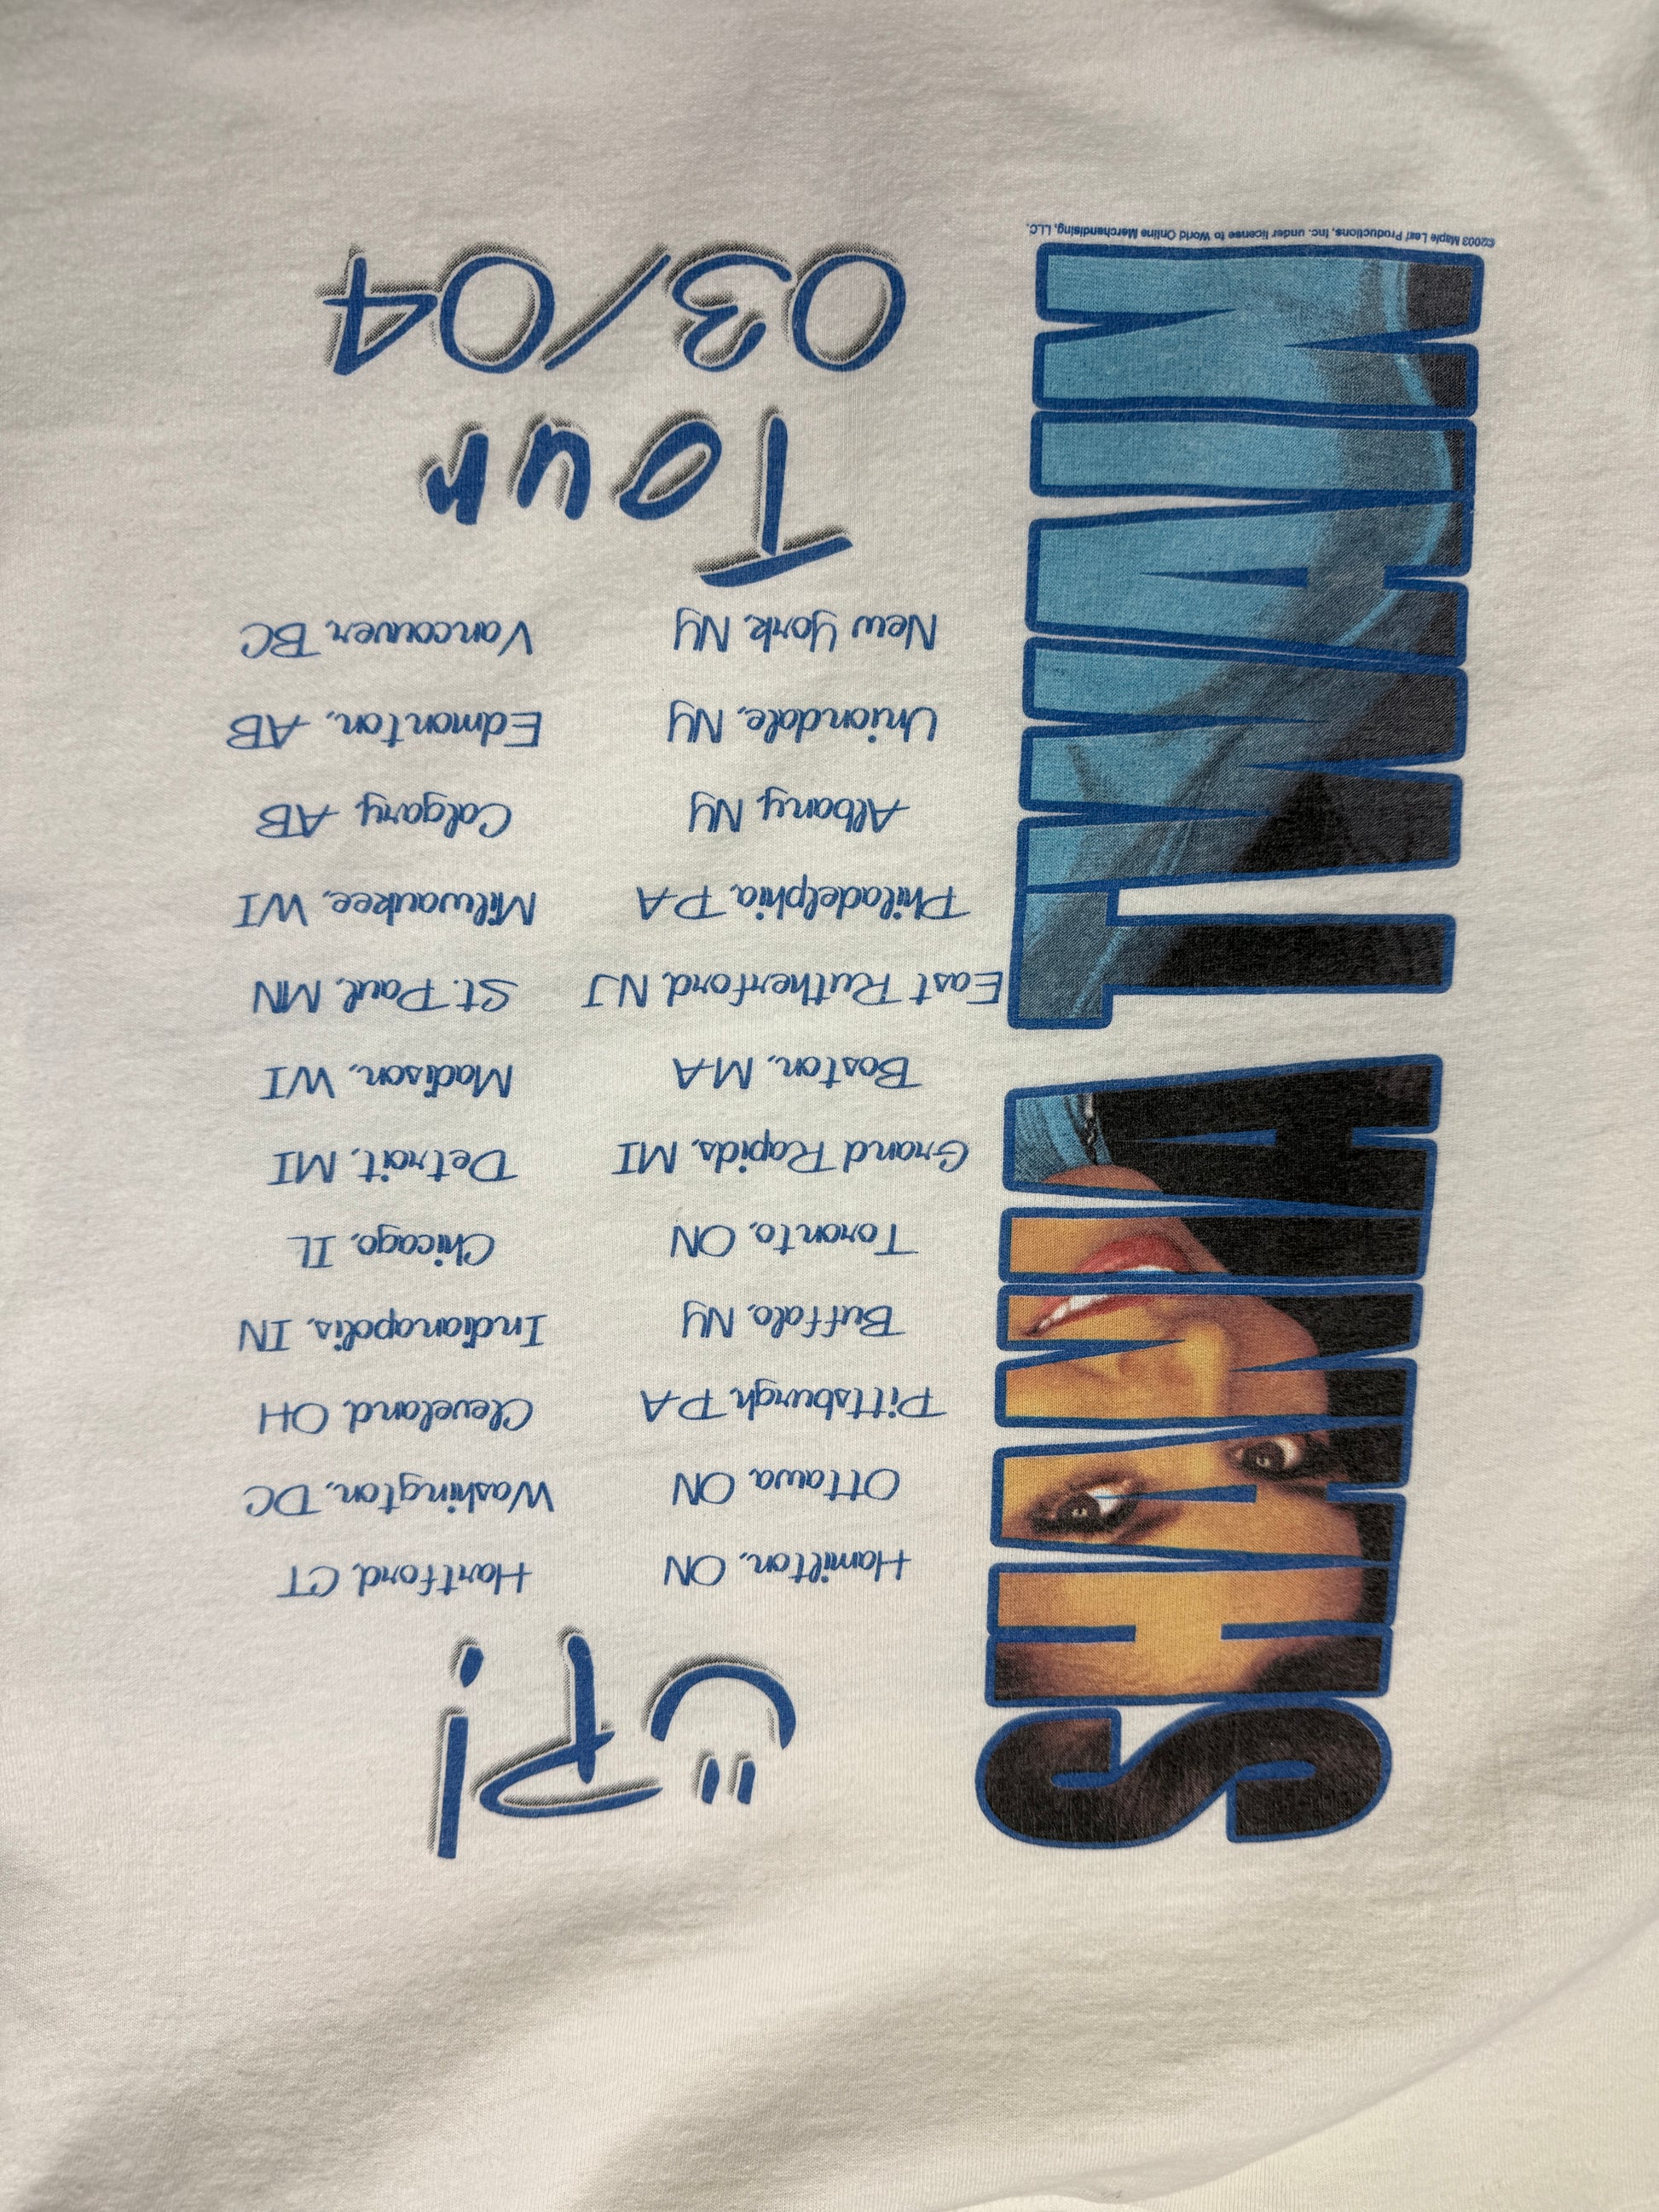 SHANIA TWAIN
ÜP!
Hamilton, ON
Ottawa, ON
Pittsburgh, PA
Buffalo, NY
Toronto, ON
Grand Rapids, MI
Boston, MA
East Rutherford, NJ
Philadelphia, PA
Albany, NY
Uniondale, NY
New York, NY
Hartford, CT
Washington, DC
Cleveland, OH
Indianapolis, IN
Chicago, IL
Detroit, MI
Madison, WI
St. Paul, MN
Milwaukee, WI
Calgary, AB
Edmonton, AB
Vancouver, BC
Tour
03/04
©2003 Maple Leaf Productions, Inc. under license to World Online Merchandising, LLC.